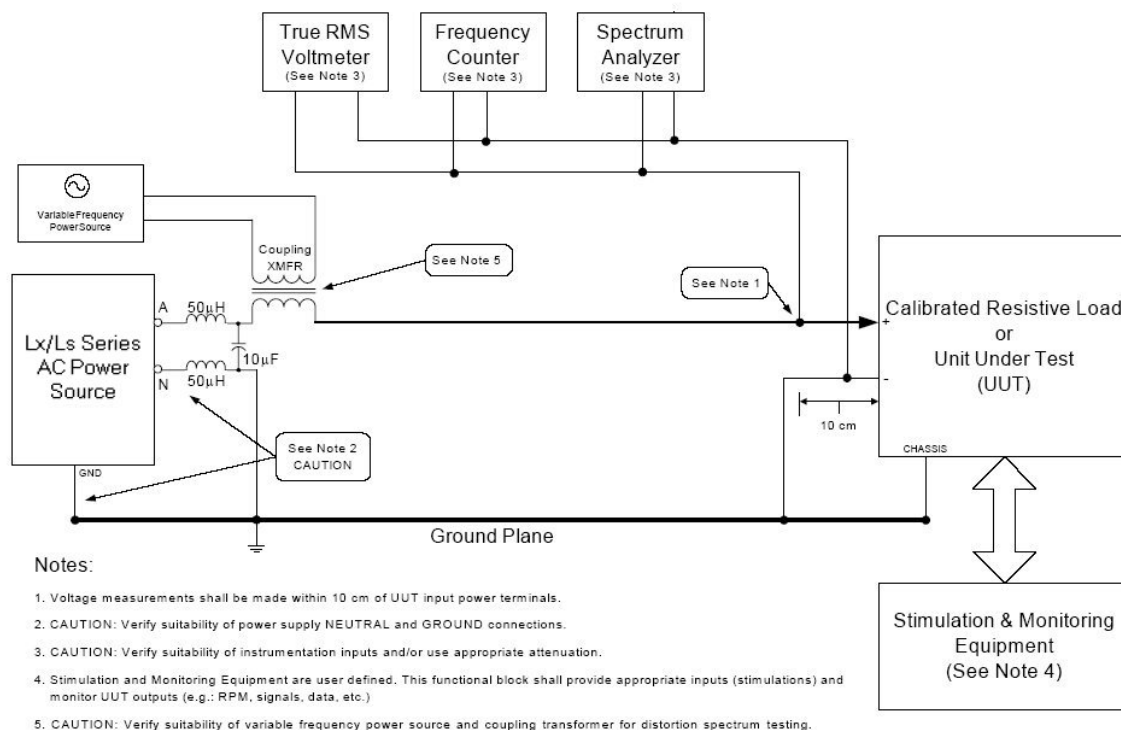 True RMS
Voltmeter
(See Note 3)
Frequency
Counter
(See Note 3)
Spectrum
Analyzer
(See Note 3)
Variable Frequency
Power Source
Coupling
XMFR
See Note 5
See Note 1
A
50µH
10µF
N
50µH
Lx/Ls Series
AC Power
Source
GND
See Note 2
CAUTION
+
-
10 cm
Calibrated Resistive Load
or
Unit Under Test
(UUT)
CHASSIS
Ground Plane
Stimulation & Monitoring
Equipment
(See Note 4)
Notes:
1. Voltage measurements shall be made within 10 cm of UUT input power terminals.
2. CAUTION: Verify suitability of power supply NEUTRAL and GROUND connections.
3. CAUTION: Verify suitability of instrumentation inputs and/or use appropriate attenuation.
4. Stimulation and Monitoring Equipment are user defined. This functional block shall provide appropriate inputs (stimulations) and
monitor UUT outputs (e.g.: RPM, signals, data, etc.)
5. CAUTION: Verify suitability of variable frequency power source and coupling transformer for distortion spectrum testing.